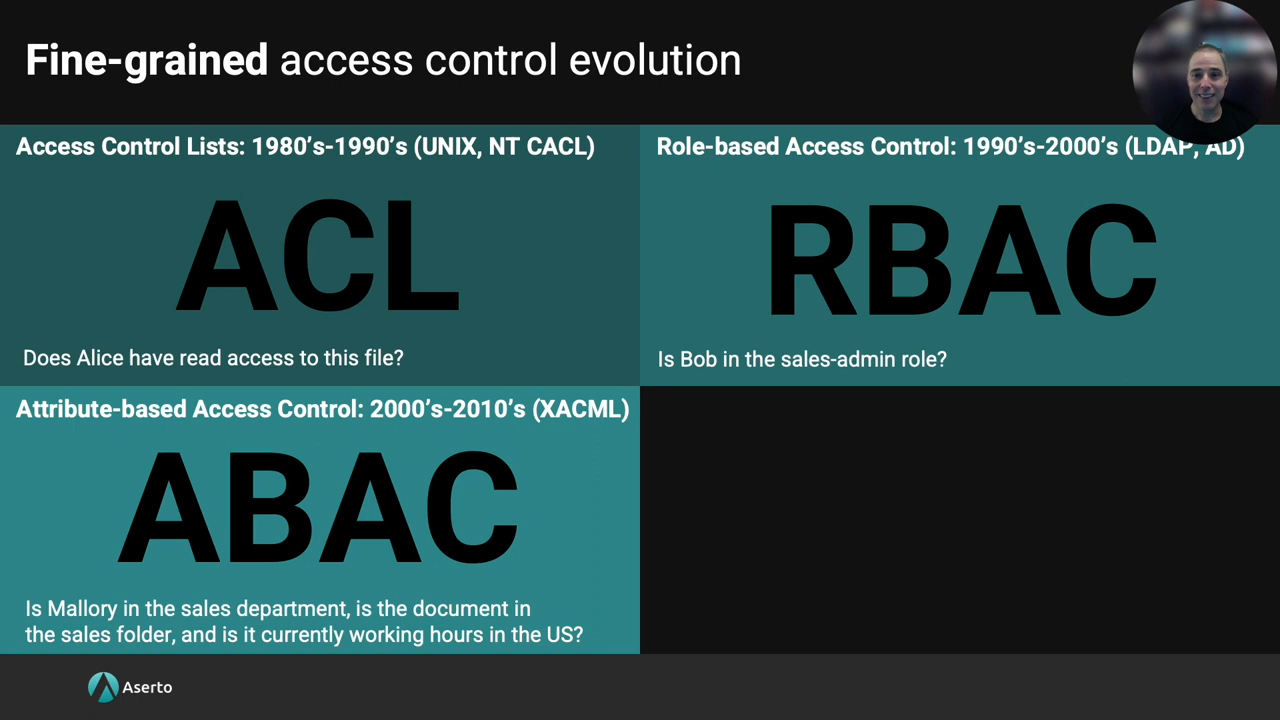 Fine-grained access control evolution
Access Control Lists: 1980’s-1990’s (UNIX, NT CACL)
ACL
Does Alice have read access to this file?
Role-based Access Control: 1990’s-2000’s (LDAP, AD)
RBAC
Is Bob in the sales-admin role?
Attribute-based Access Control: 2000’s-2010’s (XACML)
ABAC
Is Mallory in the sales department, is the document in
the sales folder, and is it currently working hours in the US?
Aserto